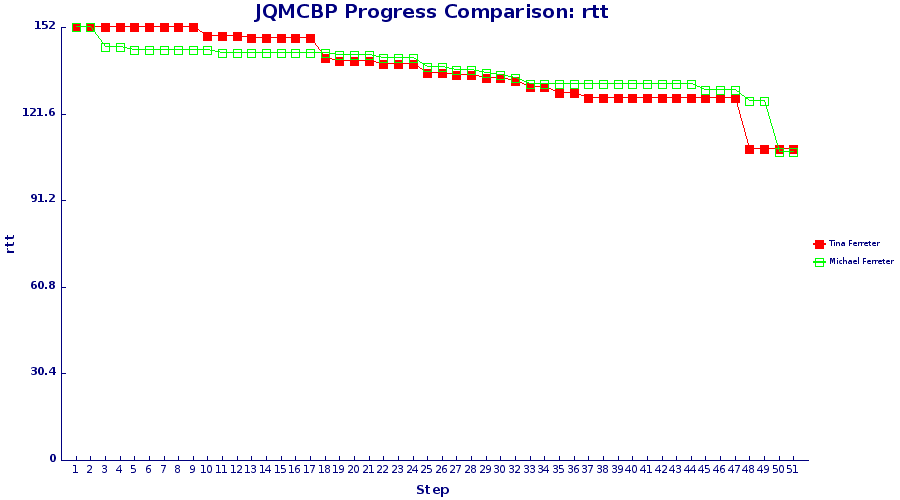 JQMCBP Progress Comparison: rtt
152
121.6
91.2
60.8
30.4
0
rtt
1 2 3 4 5 6 7 8 9 10 11 12 13 14 15 16 17 18 19 20 21 22 23 24 25 26 27 28 29 30 31 32 33 34 35 36 37 38 39 40 41 42 43 44 45 46 47 48 49 50 51
Step
Tina Ferreter
Michael Ferreter